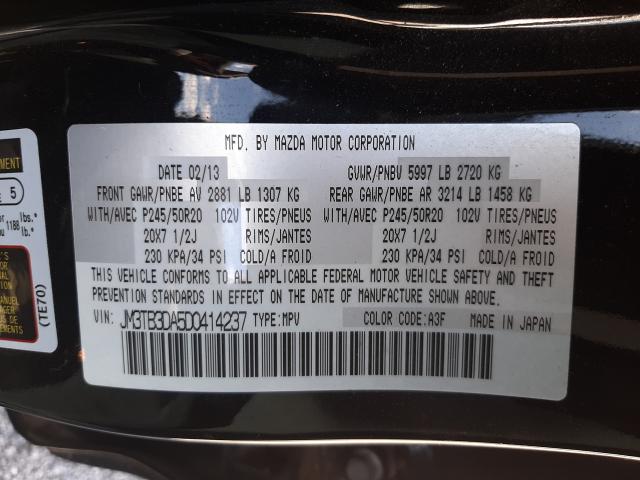 MFD. BY MAZDA MOTOR CORPORATION
DATE 02/13 GVWR/PNBV 5997 LB 2720 KG
FRONT GAWR/PNBE AV 2881 LB 1307 KG REAR GAWR/PNBE AR 3214 LB 1458 KG
WITH/AVEC P245/50R20 102V TIRES/PNEUS WITH/AVEC P245/50R20 102V TIRES/PNEUS
20X7 1/2J RIMS/JANTES 20X7 1/2J RIMS/JANTES
230 KPA/34 PSI COLD/A FROID 230 KPA/34 PSI COLD/A FROID
THIS VEHICLE CONFORMS TO ALL APPLICABLE FEDERAL MOTOR VEHICLE SAFETY AND THEFT
PREVENTION STANDARDS IN EFFECT ON THE DATE OF MANUFACTURE SHOWN ABOVE.
VIN: JM3TB3DA5D0414237 TYPE:MPV COLOR CODE:A3F MADE IN JAPAN
5
lbs.*
1188 lb.*
(TE70)